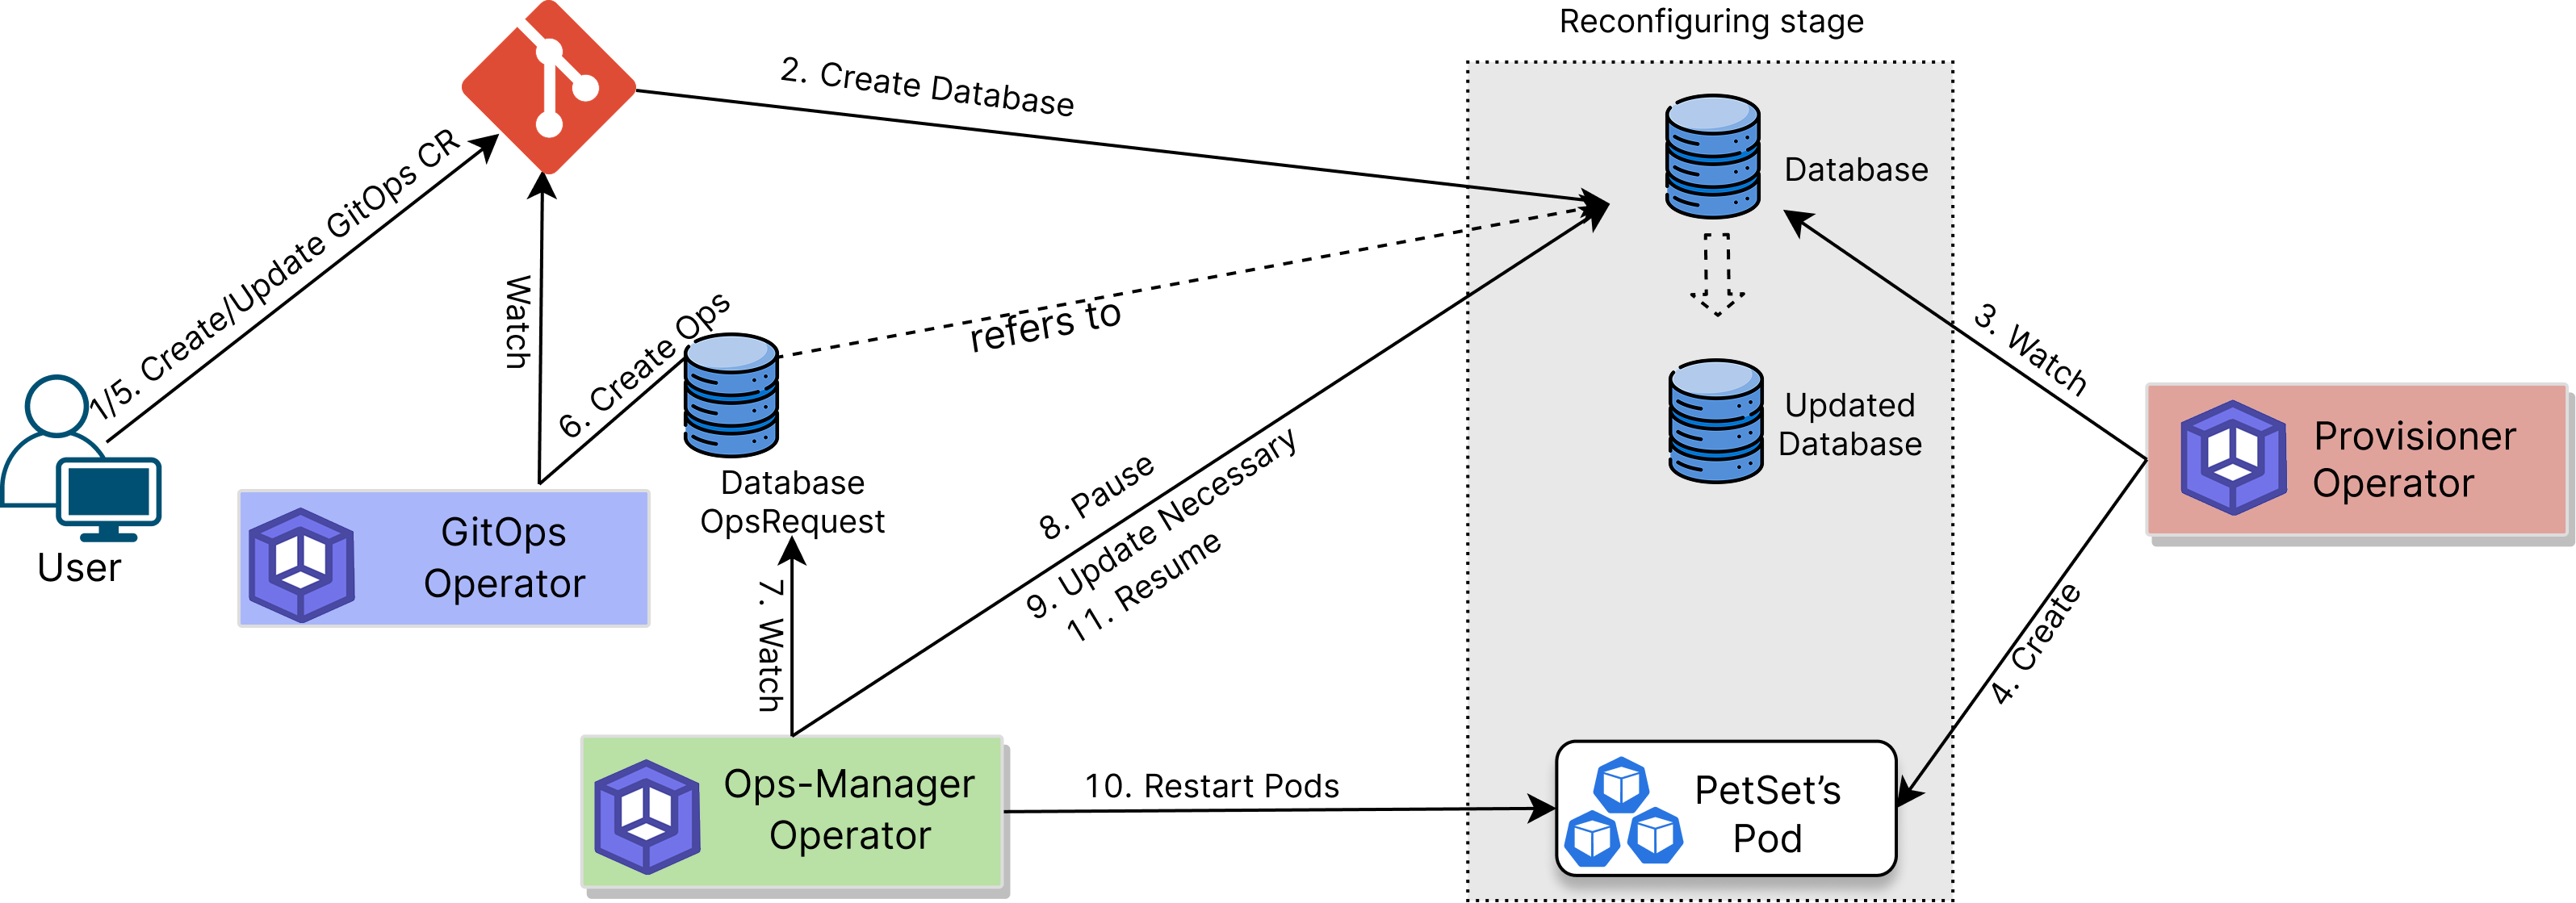 Reconfiguring stage
2. Create Database
1/5. Create/Update GitOps CR
Database
Watch
6. Create Ops
refers to
3. Watch
Updated
Database
User
GitOps
Operator
Database
OpsRequest
8. Pause
9. Update Necessary
11. Resume
Provisioner
Operator
7. Watch
4. Create
Ops-Manager
Operator
10. Restart Pods
PetSet’s
Pod